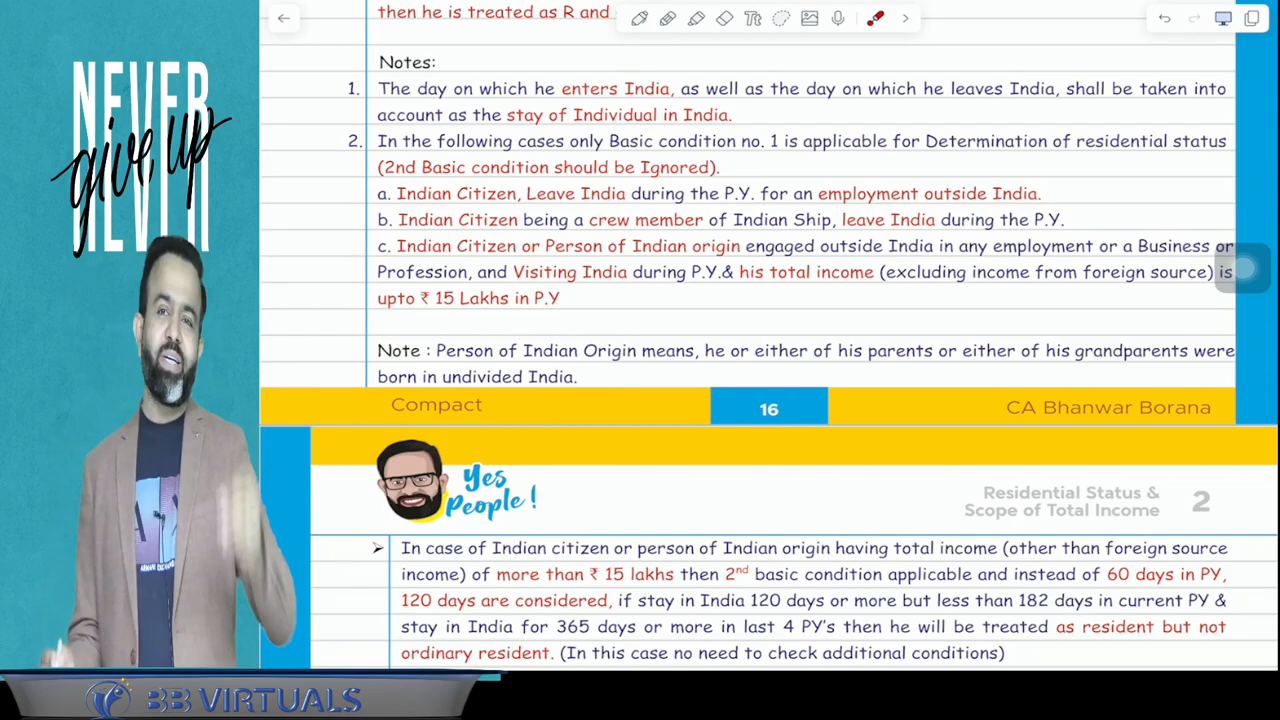 NEVER
give up
NEVER
then he is treated as R and
Tt
Notes:
1. The day on which he enters India, as well as the day on which he leaves India, shall be taken into
account as the stay of Individual in India.
2. In the following cases only Basic condition no. 1 is applicable for Determination of residential status
(2nd Basic condition should be Ignored).
a. Indian Citizen, Leave India during the P.Y. for an employment outside India.
b. Indian Citizen being a crew member of Indian Ship, leave India during the P.Y.
c. Indian Citizen or Person of Indian origin engaged outside India in any employment or a Business or
Profession, and Visiting India during P.Y.& his total income (excluding income from foreign source) is
upto ₹ 15 Lakhs in P.Y
Note : Person of Indian Origin means, he or either of his parents or either of his grandparents were
born in undivided India.
Compact 16 CA Bhanwar Borana
Yes
People!
Residential Status &
Scope of Total Income 2
➢ In case of Indian citizen or person of Indian origin having total income (other than foreign source
income) of more than ₹ 15 lakhs then 2nd basic condition applicable and instead of 60 days in PY,
120 days are considered, if stay in India 120 days or more but less than 182 days in current PY &
stay in India for 365 days or more in last 4 PY's then he will be treated as resident but not
ordinary resident. (In this case no need to check additional conditions)
BB VIRTUALS